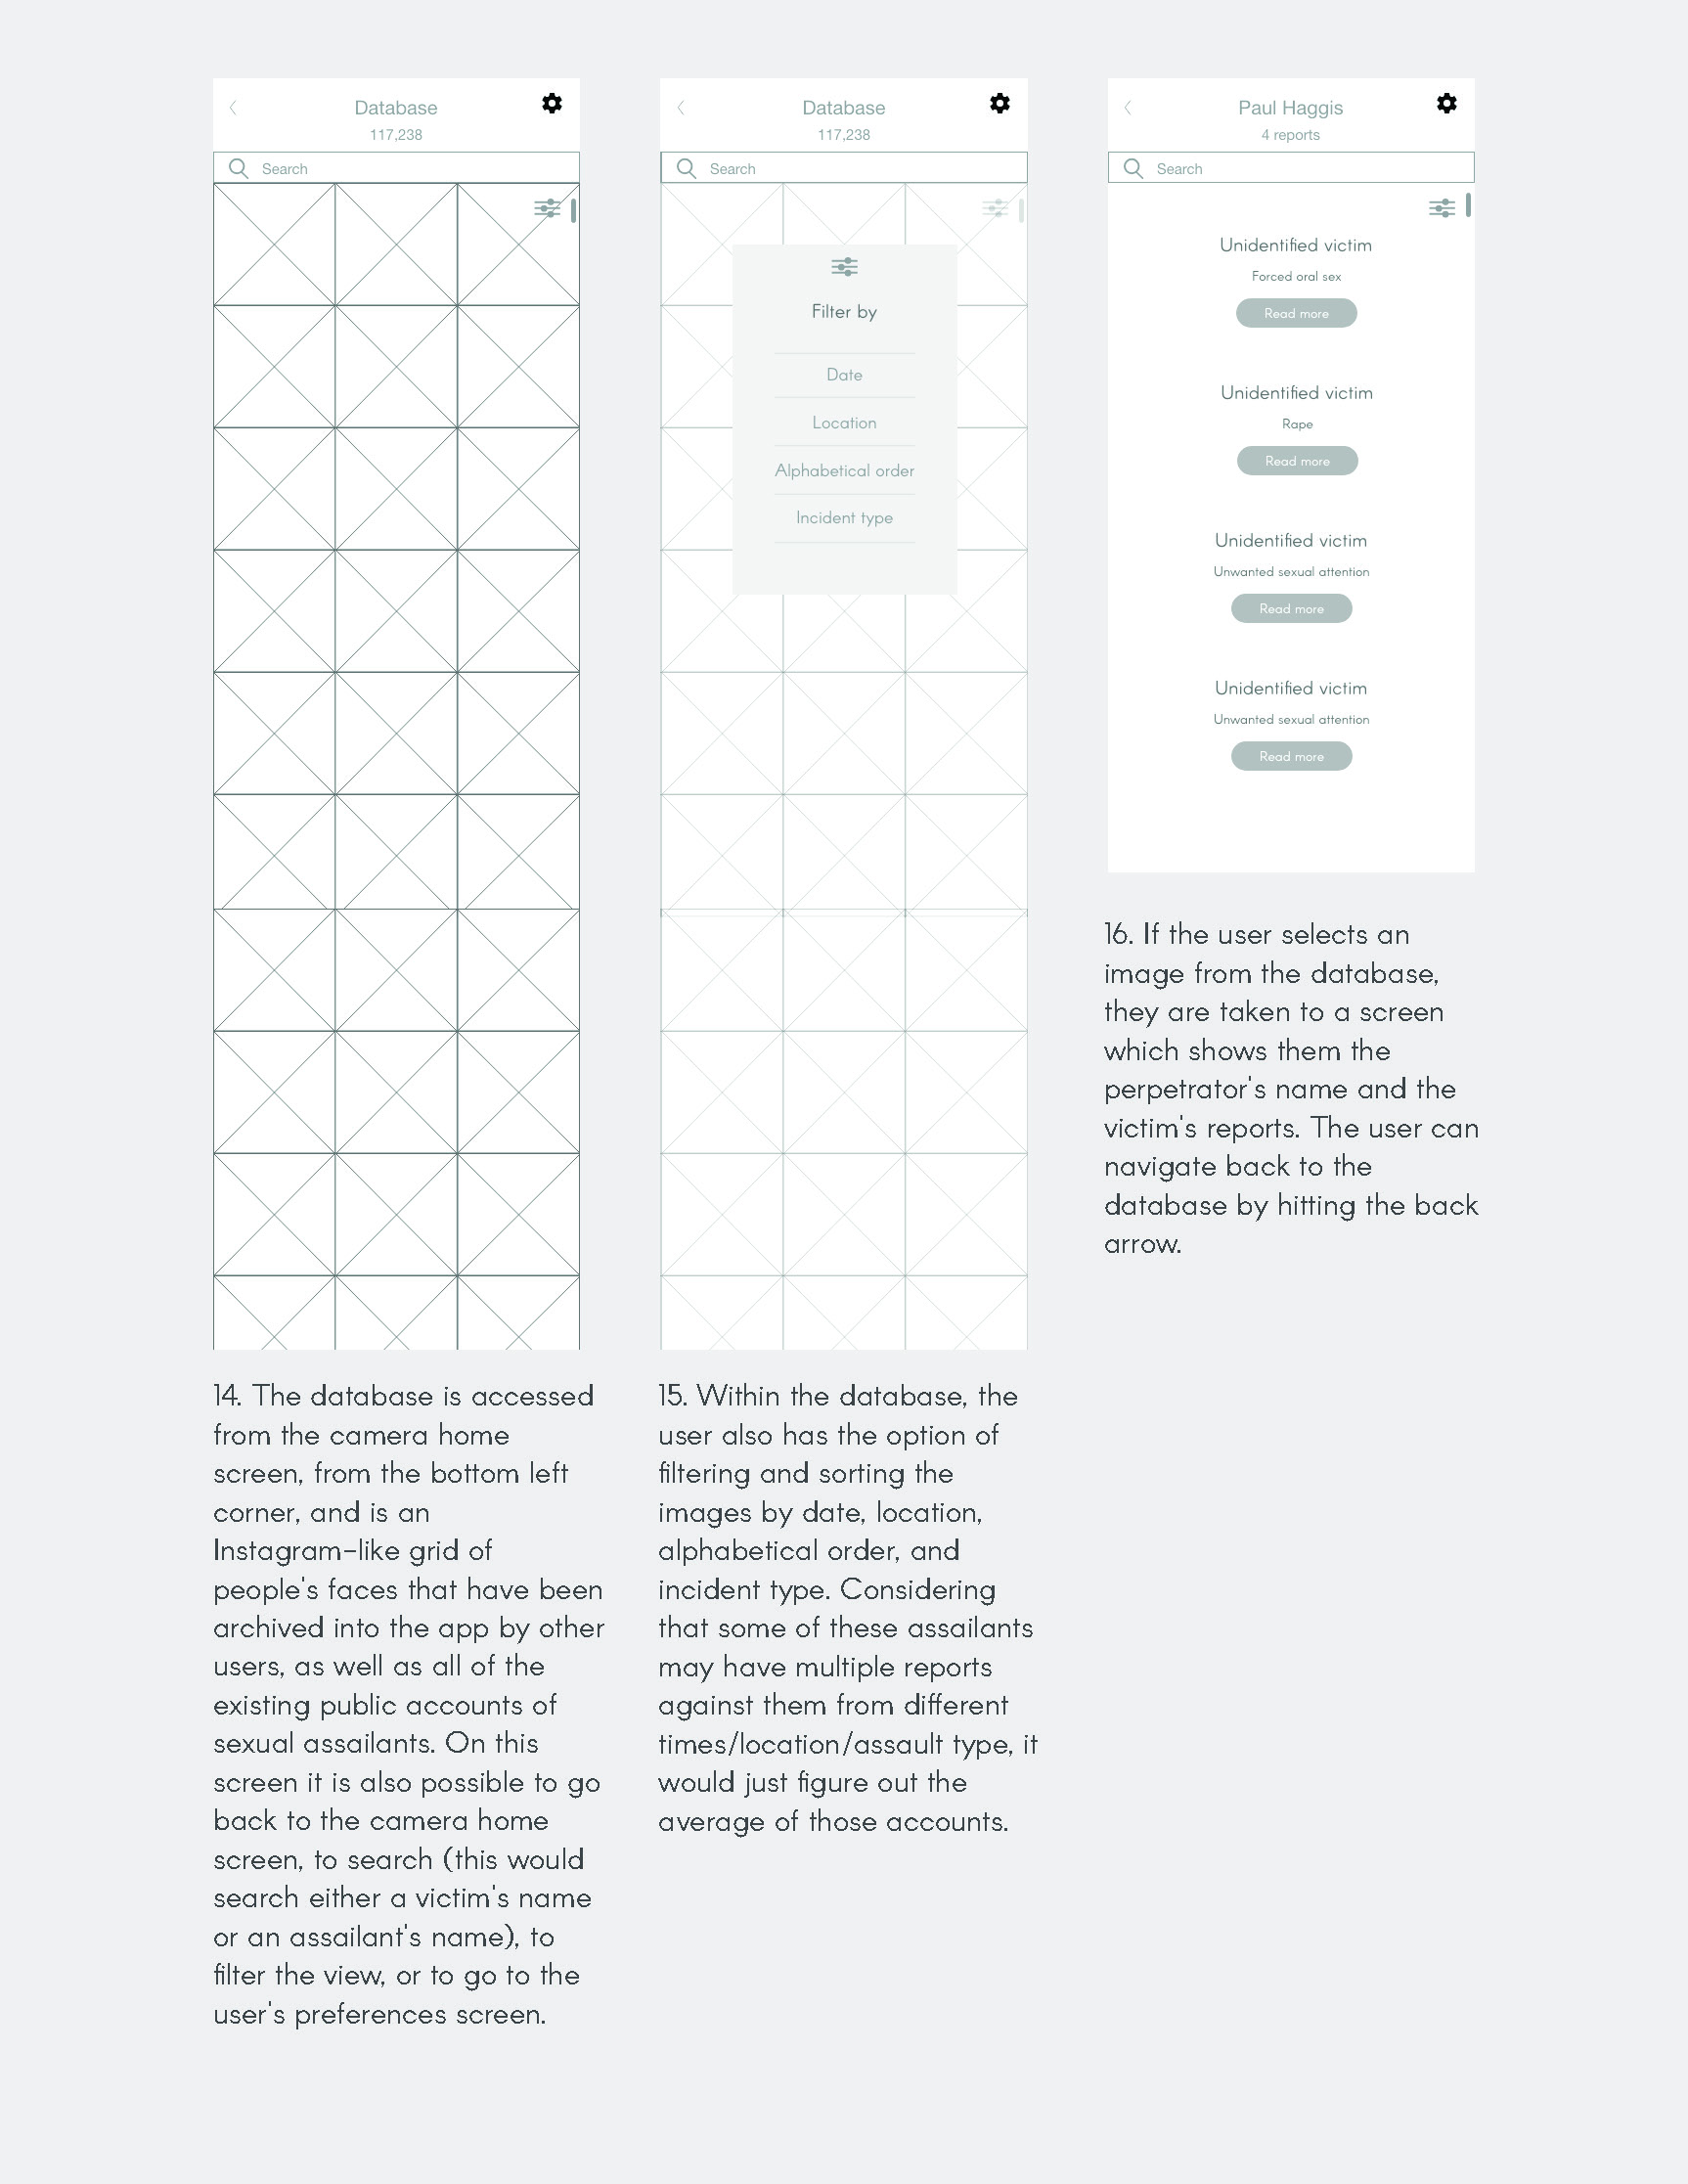 Database
117,238
Search
14. The database is accessed
from the camera home
screen, from the bottom left
corner, and is an
Instagram-like grid of
people's faces that have been
archived into the app by other
users, as well as all of the
existing public accounts of
sexual assailants. On this
screen it is also possible to go
back to the camera home
screen, to search (this would
search either a victim's name
or an assailant's name), to
filter the view, or to go to the
user's preferences screen.
Database
117,238
Search
Filter by
Date
Location
Alphabetical order
Incident type
15. Within the database, the
user also has the option of
filtering and sorting the
images by date, location,
alphabetical order, and
incident type. Considering
that some of these assailants
may have multiple reports
against them from different
times/location/assault type, it
would just figure out the
average of those accounts.
Paul Haggis
4 reports
Search
Unidentified victim
Forced oral sex
Read more
Unidentified victim
Rape
Read more
Unidentified victim
Unwanted sexual attention
Read more
Unidentified victim
Unwanted sexual attention
Read more
16. If the user selects an
image from the database,
they are taken to a screen
which shows them the
perpetrator's name and the
victim's reports. The user can
navigate back to the
database by hitting the back
arrow.